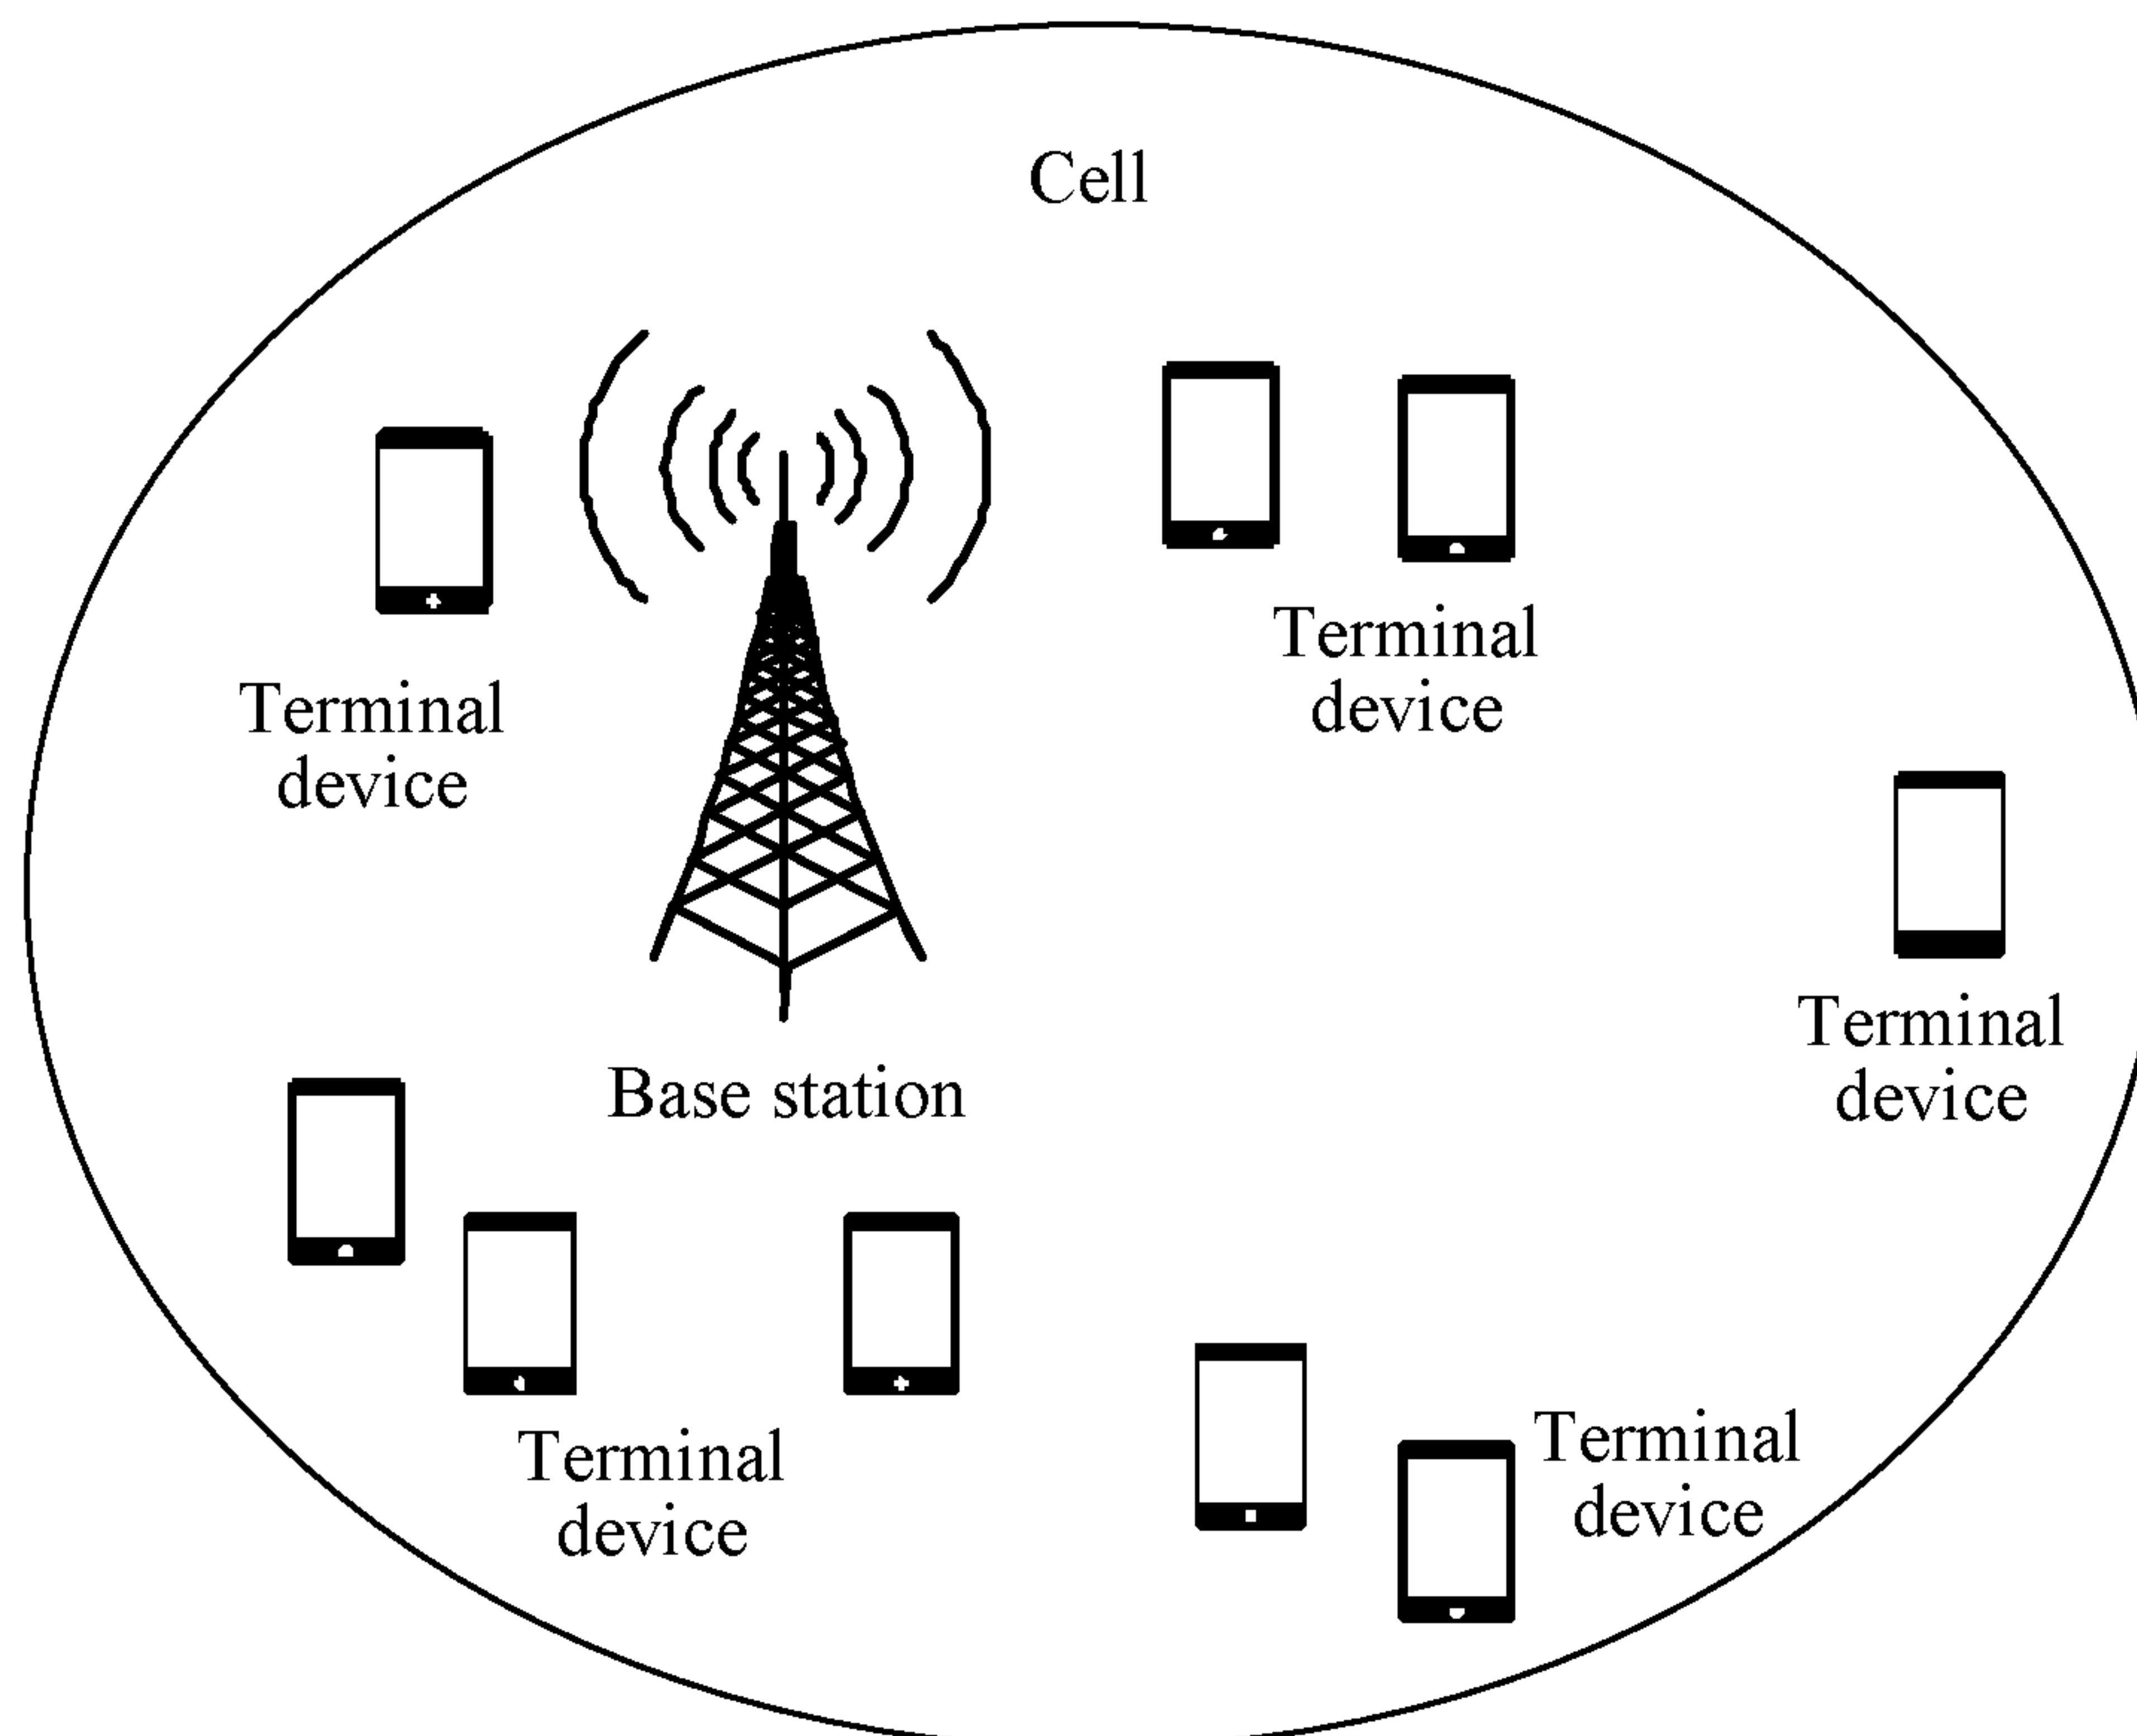 Cell
Terminal
device
Terminal
device
Terminal
device
Base station
Terminal
device
Terminal
device